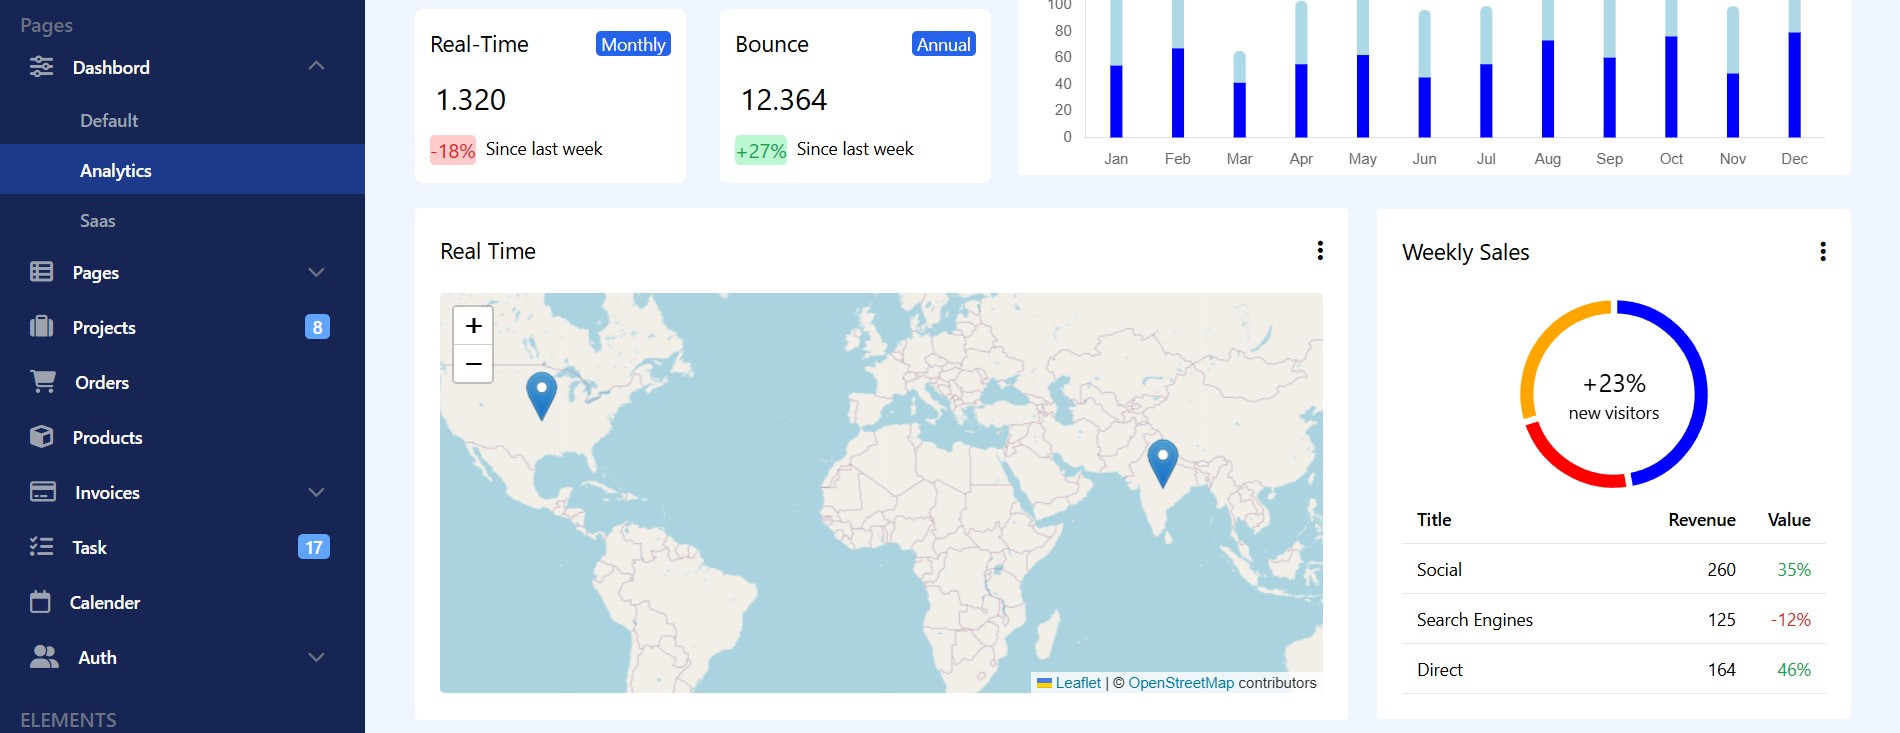 Pages
Dashbord
Default
Analytics
Saas
Pages
Projects 8
Orders
Products
Invoices
Task 17
Calender
Auth
ELEMENTS
Real-Time Monthly
1.320
-18% Since last week
Bounce Annual
12.364
+27% Since last week
100
80
60
40
20
0
Jan Feb Mar Apr May Jun Jul Aug Sep Oct Nov Dec
Real Time
+
−
Leaflet | © OpenStreetMap contributors
Weekly Sales
+23%
new visitors
Title Revenue Value
Social 260 35%
Search Engines 125 -12%
Direct 164 46%